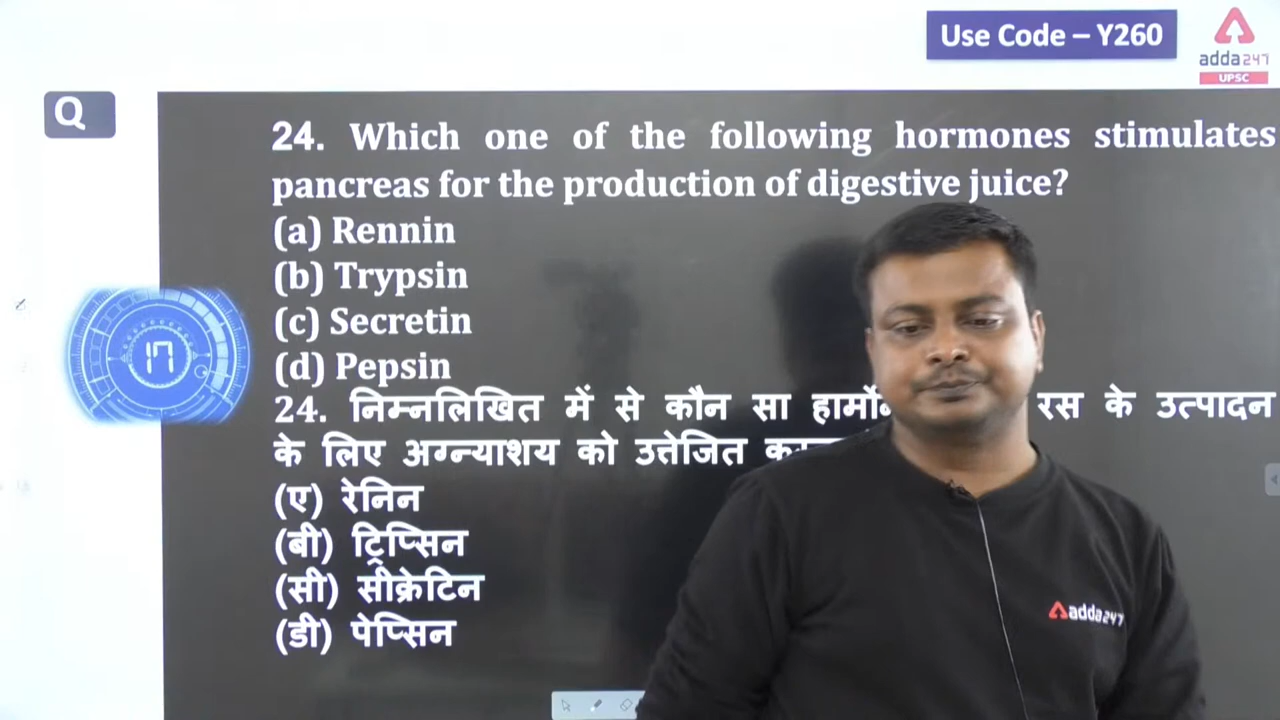 Use Code – Y260
adda247
UPSC
Q
24. Which one of the following hormones stimulates
pancreas for the production of digestive juice?
(a) Rennin
(b) Trypsin
(c) Secretin
(d) Pepsin
17
24. निम्नलिखित में से कौन सा रस के उत्पादन
के लिए अग्न्याशय को उत्तेजित
(ए) रेनिन
(बी) ट्रिप्सिन
(सी) सीक्रेटिन
(डी) पेप्सिन
adda247